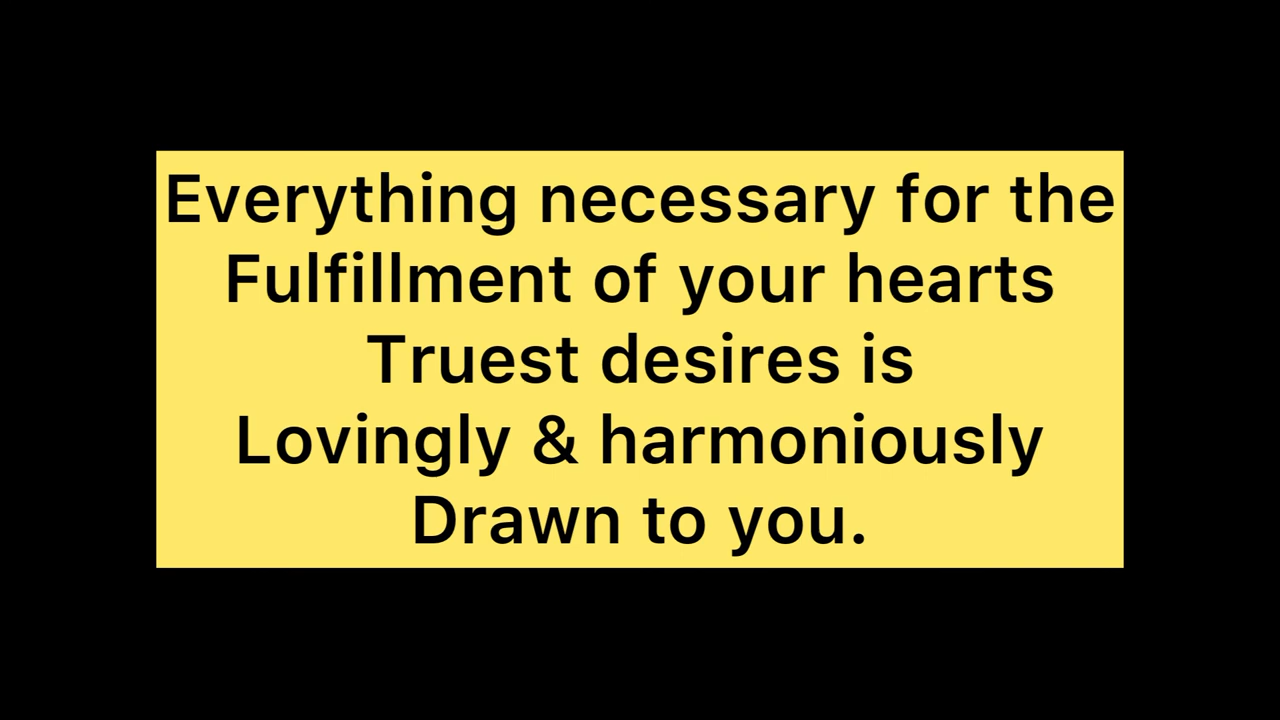 Everything necessary for the
Fulfillment of your hearts
Truest desires is
Lovingly & harmoniously
Drawn to you.